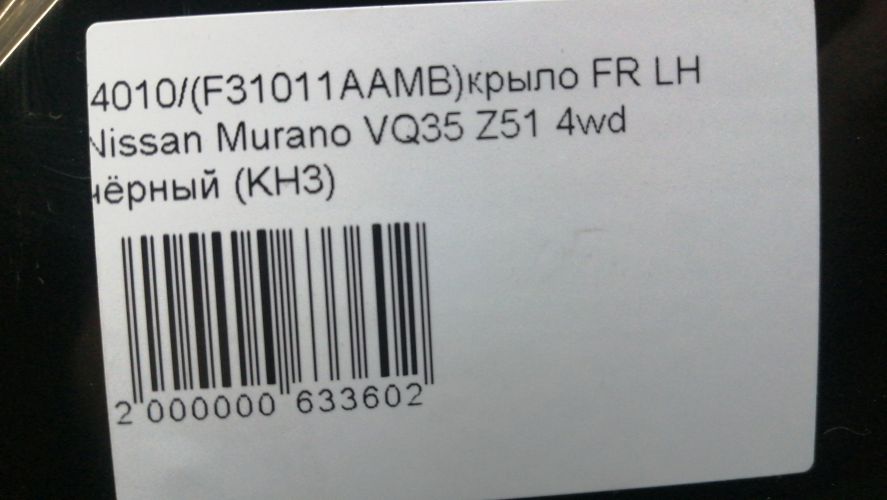 4010/(F31011AAMB)крыло FR LH
Nissan Murano VQ35 Z51 4wd
чёрный (KH3)
2 000000 633602